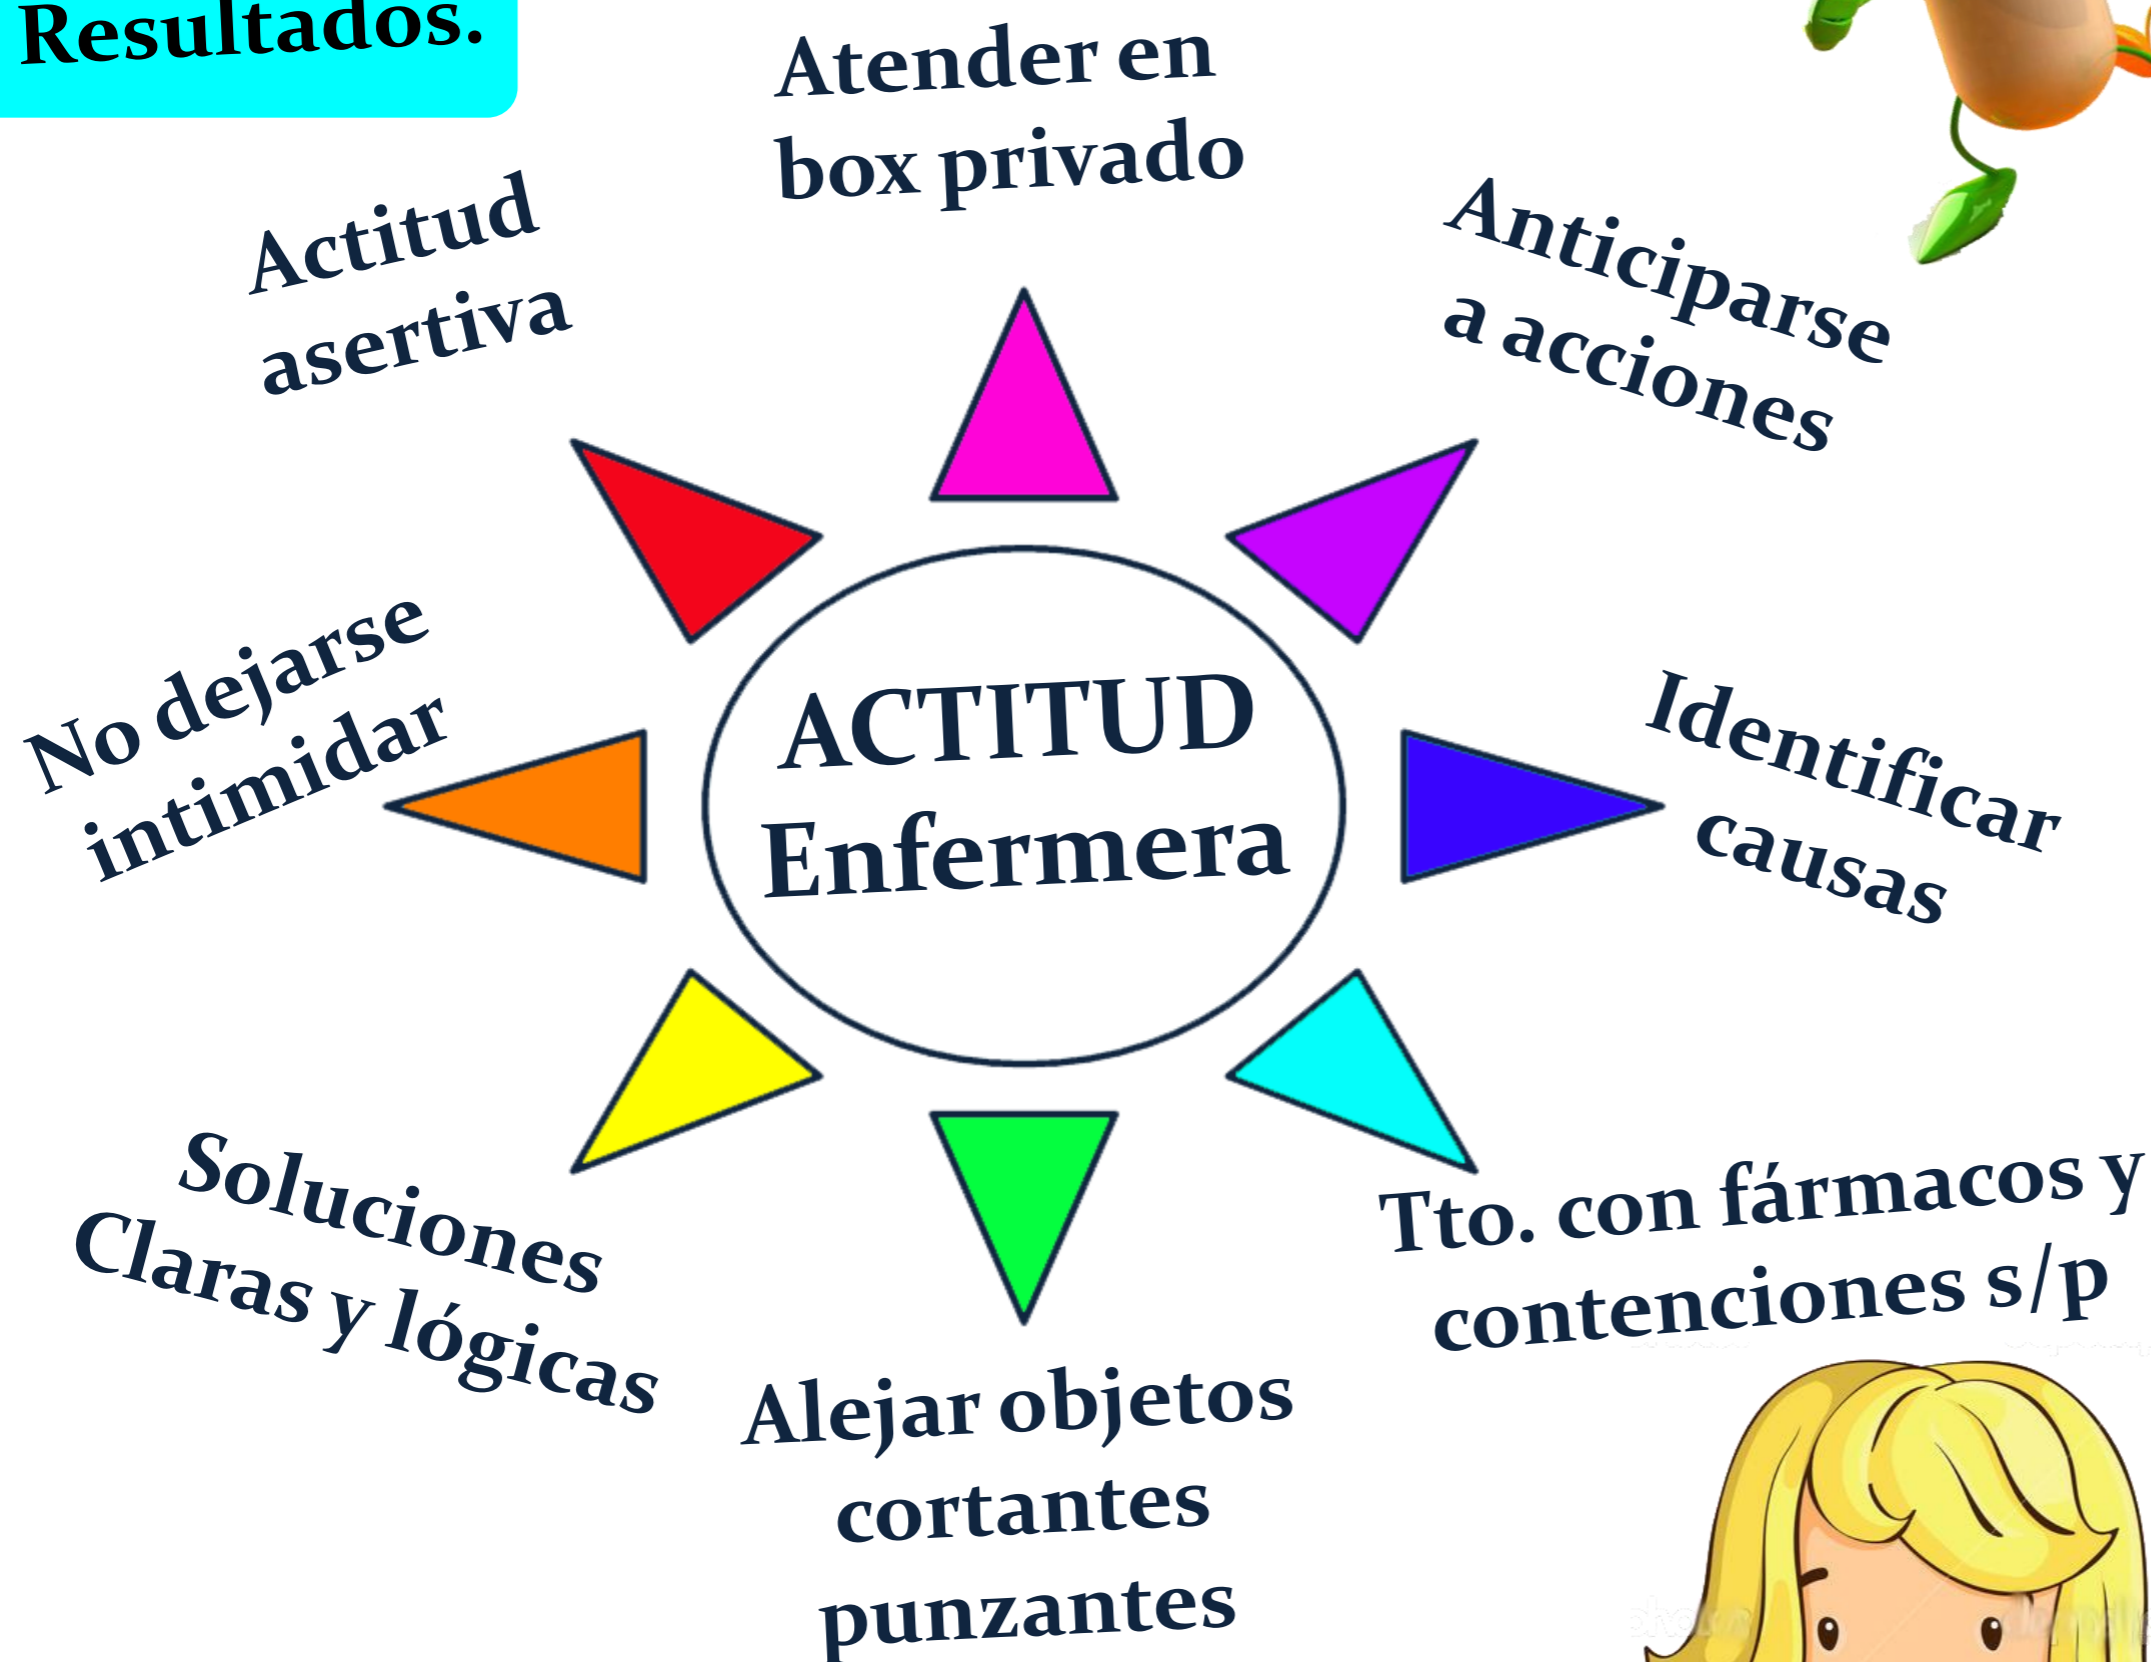 Resultados.
Atender en
box privado
Actitud
asertiva
Anticiparse
a acciones
No dejarse
intimidar
ACTITUD
Enfermera
Identificar
causas
Soluciones
Claras y lógicas
Tto. con fármacos y
contenciones s/p
Alejar objetos
cortantes
punzantes